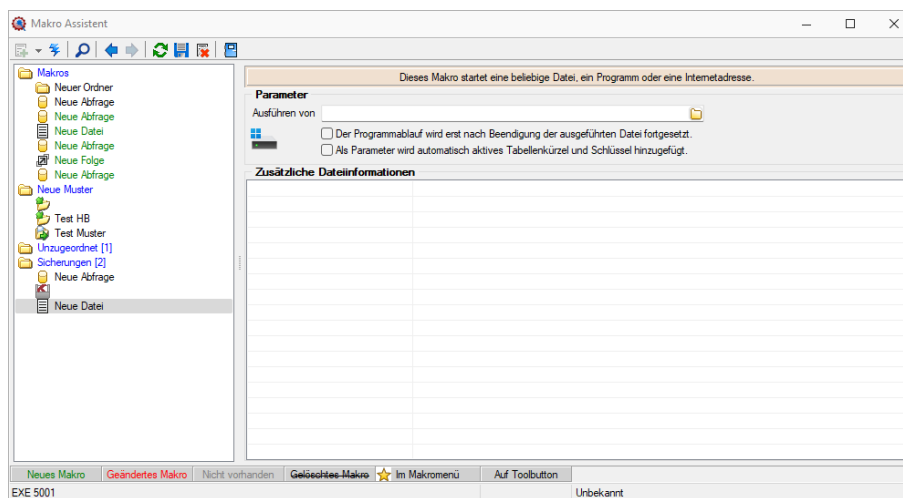 Makro Assistent
Makros
Neuer Ordner
Neue Abfrage
Neue Abfrage
Neue Datei
Neue Abfrage
Neue Folge
Neue Abfrage
Neue Muster
Test HB
Test Muster
Unzugeordnet [1]
Sicherungen [2]
Neue Abfrage
Neue Datei
Dieses Makro startet eine beliebige Datei, ein Programm oder eine Internetadresse.
Parameter
Ausführen von
Der Programmablauf wird erst nach Beendigung der ausgeführten Datei fortgesetzt.
Als Parameter wird automatisch aktives Tabellenkürzel und Schlüssel hinzugefügt.
Zusätzliche Dateiinformationen
Neues Makro Geändertes Makro Nicht vorhanden Gelöschtes Makro Im Makromenü Auf Toolbutton
EXE 5001 Unbekannt